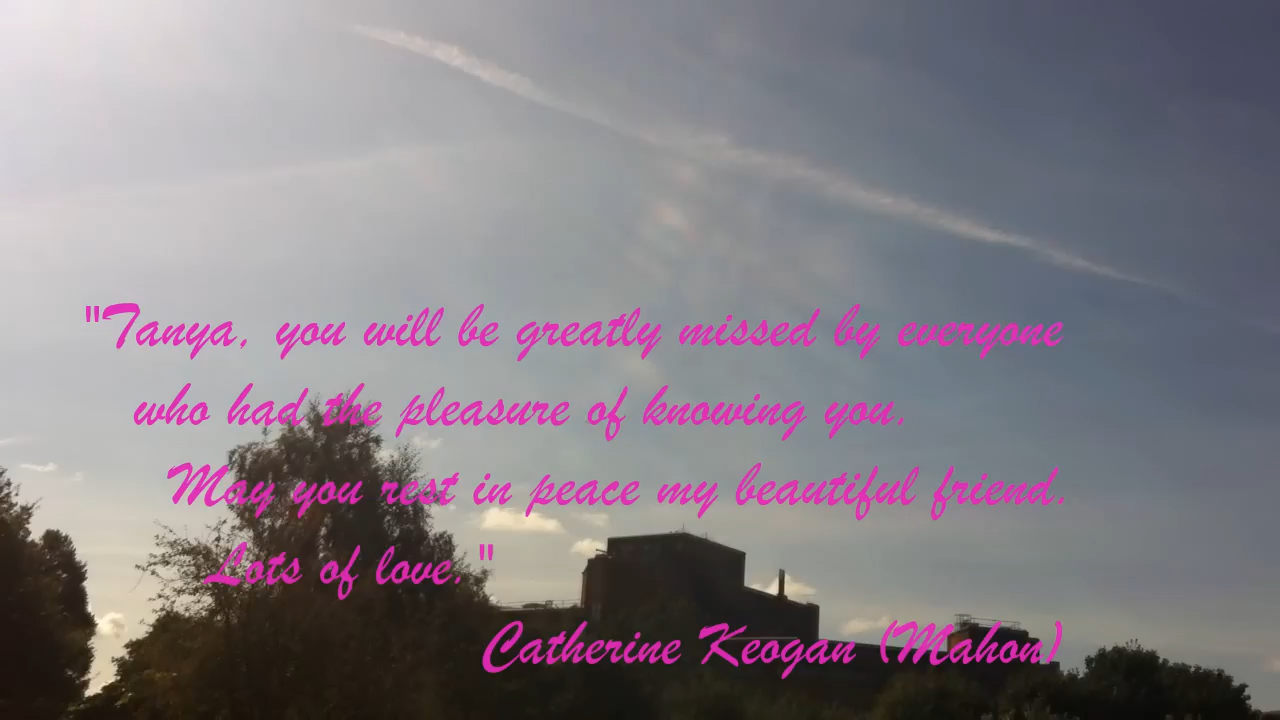 "Tanya, you will be greatly missed by everyone
who had the pleasure of knowing you.
May you rest in peace my beautiful friend.
Lots of love."
Catherine Keogan (Mahon)